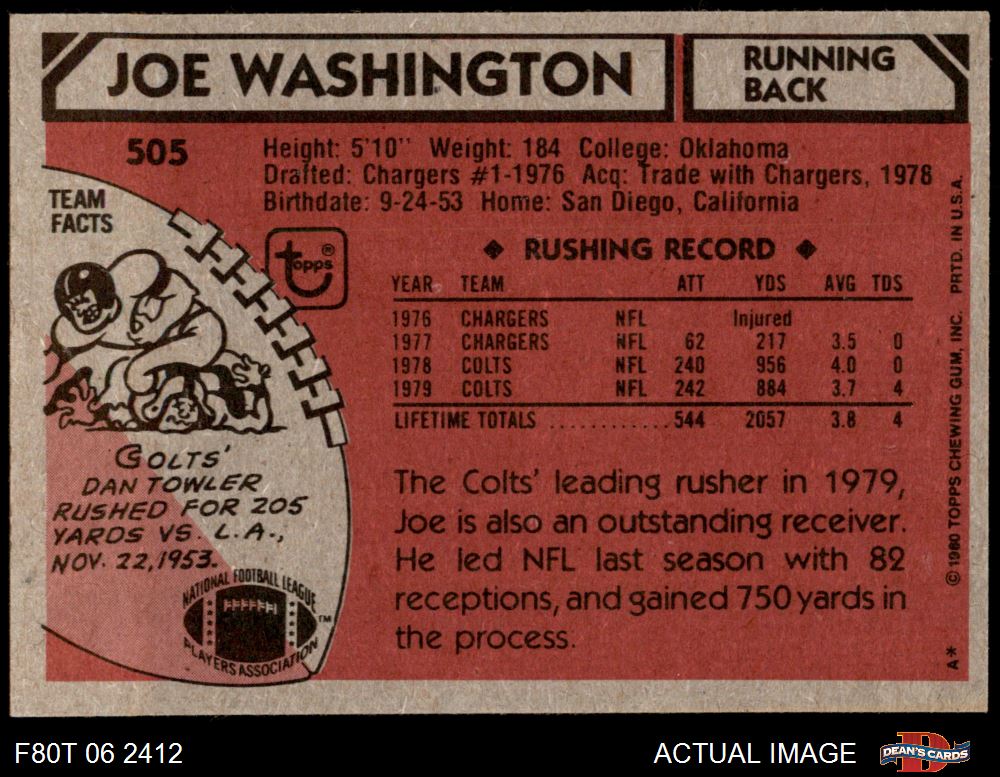 JOE WASHINGTON
RUNNING
BACK
505
Height: 5'10" Weight: 184 College: Oklahoma
Drafted: Chargers #1-1976 Acq: Trade with Chargers, 1978
Birthdate: 9-24-53 Home: San Diego, California
TEAM
FACTS
topps®
◆ RUSHING RECORD ◆
YEAR TEAM ATT YDS AVG TDS
1976 CHARGERS NFL Injured
1977 CHARGERS NFL 62 217 3.5 0
1978 COLTS NFL 240 956 4.0 0
1979 COLTS NFL 242 884 3.7 4
LIFETIME TOTALS ............ 544 2057 3.8 4
COLTS'
DAN TOWLER
RUSHED FOR 205
YARDS VS. L.A.,
NOV. 22, 1953.
NATIONAL FOOTBALL LEAGUE
PLAYERS ASSOCIATION
TM
The Colts' leading rusher in 1979,
Joe is also an outstanding receiver.
He led NFL last season with 82
receptions, and gained 750 yards in
the process.
A* © 1980 TOPPS CHEWING GUM, INC. PRTD. IN U.S.A.
F80T 06 2412
ACTUAL IMAGE
DEAN'S CARDS